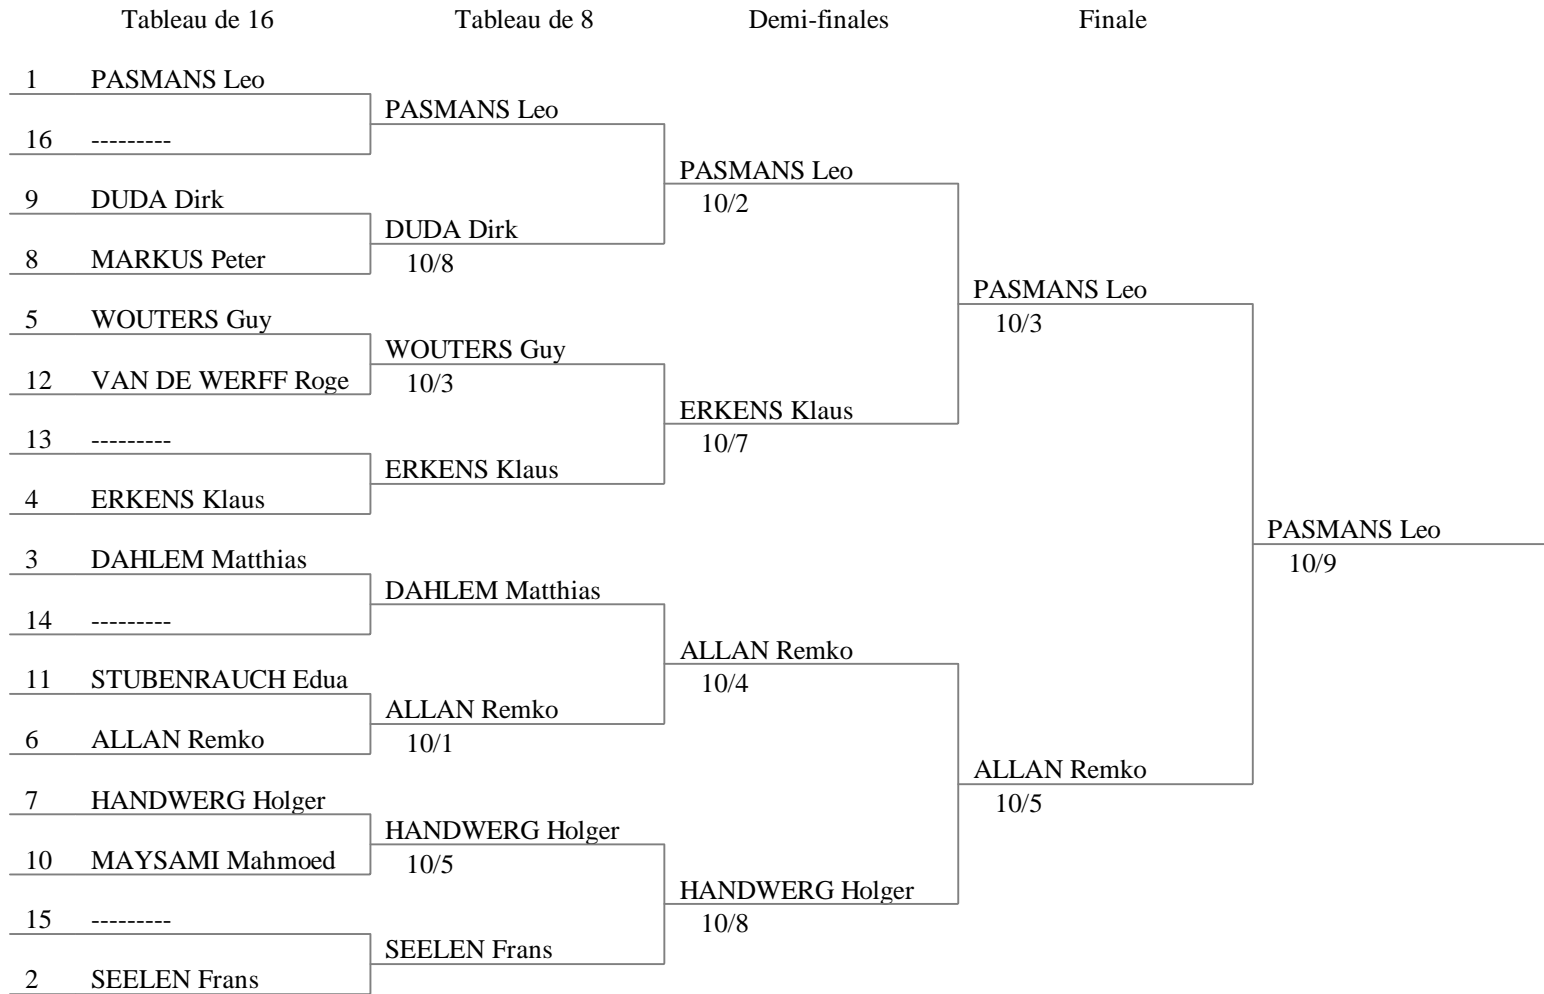 Tableau de 16 Tableau de 8 Demi-finales Finale
1 PASMANS Leo
PASMANS Leo
16 ---------
PASMANS Leo
9 DUDA Dirk 10/2
DUDA Dirk
8 MARKUS Peter 10/8
PASMANS Leo
5 WOUTERS Guy 10/3
WOUTERS Guy
12 VAN DE WERFF Roge 10/3
ERKENS Klaus
13 --------- 10/7
ERKENS Klaus
4 ERKENS Klaus
PASMANS Leo
3 DAHLEM Matthias 10/9
DAHLEM Matthias
14 ---------
ALLAN Remko
11 STUBENRAUCH Edua 10/4
ALLAN Remko
6 ALLAN Remko 10/1
ALLAN Remko
7 HANDWERG Holger 10/5
HANDWERG Holger
10 MAYSAMI Mahmoed 10/5
HANDWERG Holger
15 --------- 10/8
SEELEN Frans
2 SEELEN Frans